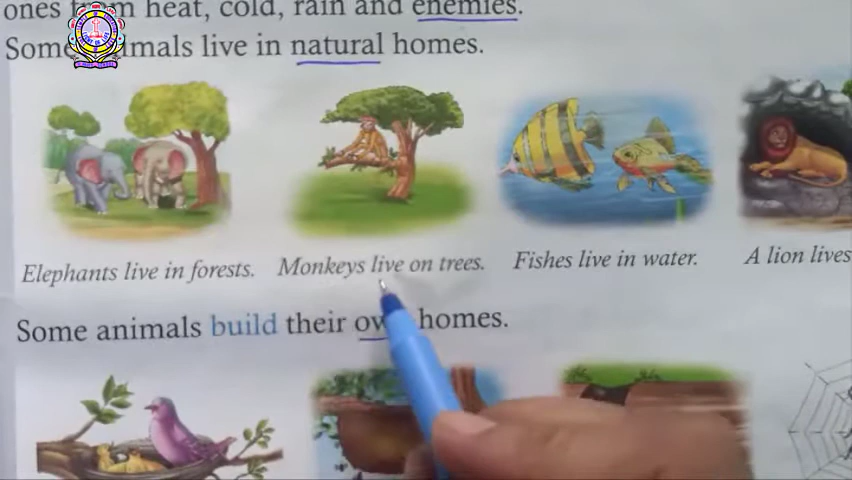 ones heat, cold, rain and enemies.
Some animals live in natural homes.
Elephants live in forests. Monkeys live on trees. Fishes live in water. A lion lives
Some animals build their own homes.